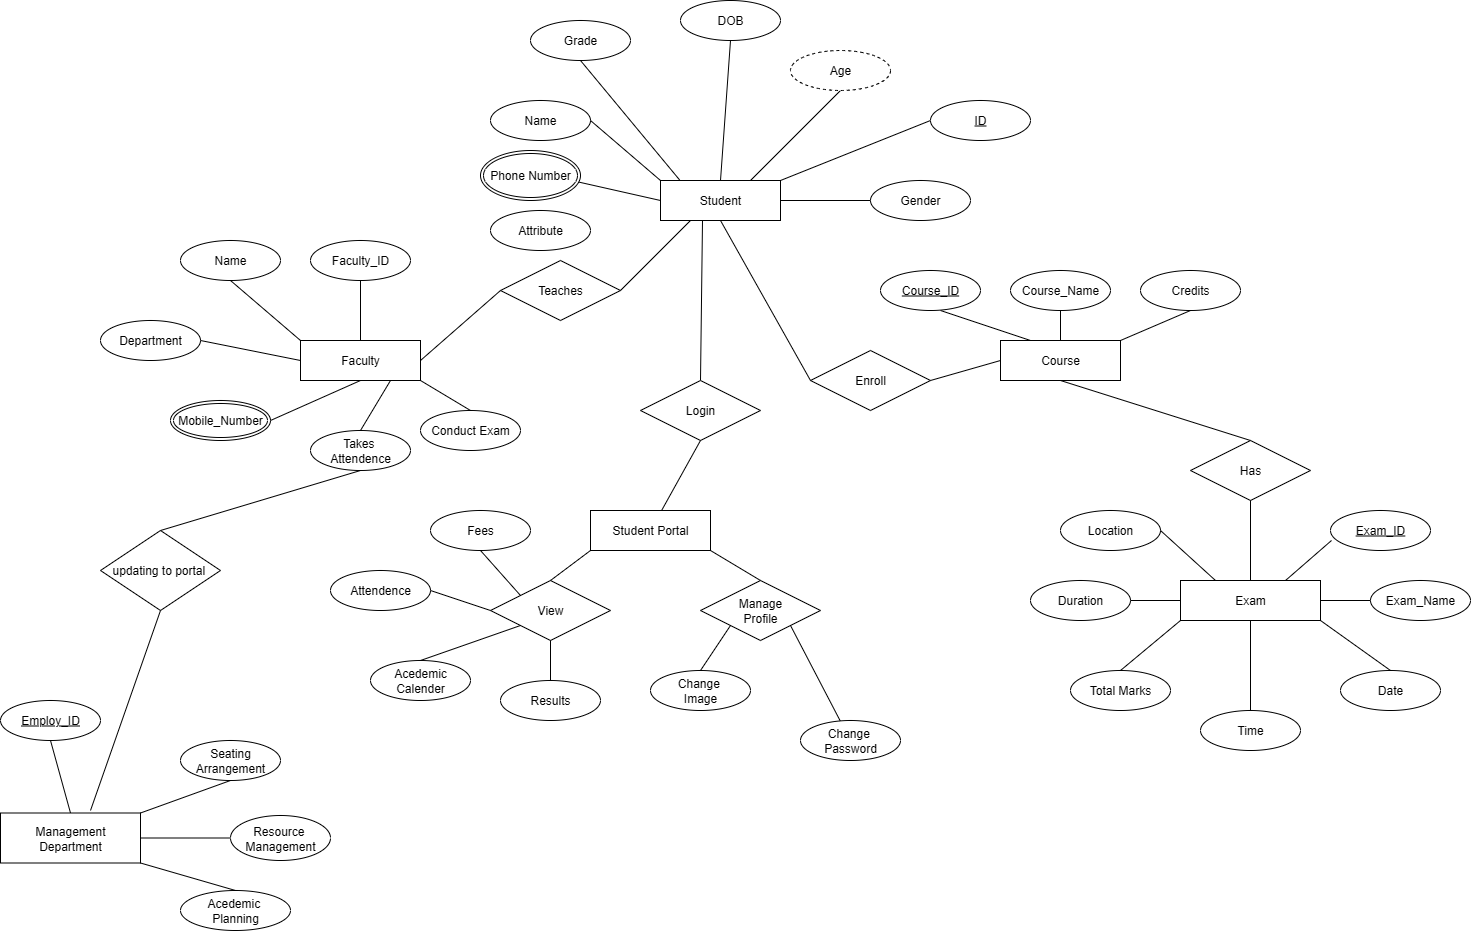 DOB
Grade
Age
Name
ID
Phone Number
Student
Gender
Attribute
Name
Faculty_ID
Teaches
Course_ID
Course_Name
Credits
Department
Faculty
Course
Enroll
Mobile_Number
Conduct Exam
Login
Takes
Attendence
Has
Fees
Student Portal
Location
Exam_ID
updating to portal
Attendence
View
Manage
Profile
Duration
Exam
Exam_Name
Acedemic
Calender
Results
Change
Image
Total Marks
Date
Employ_ID
Change
Password
Time
Seating
Arrangement
Management
Department
Resource
Management
Acedemic
Planning